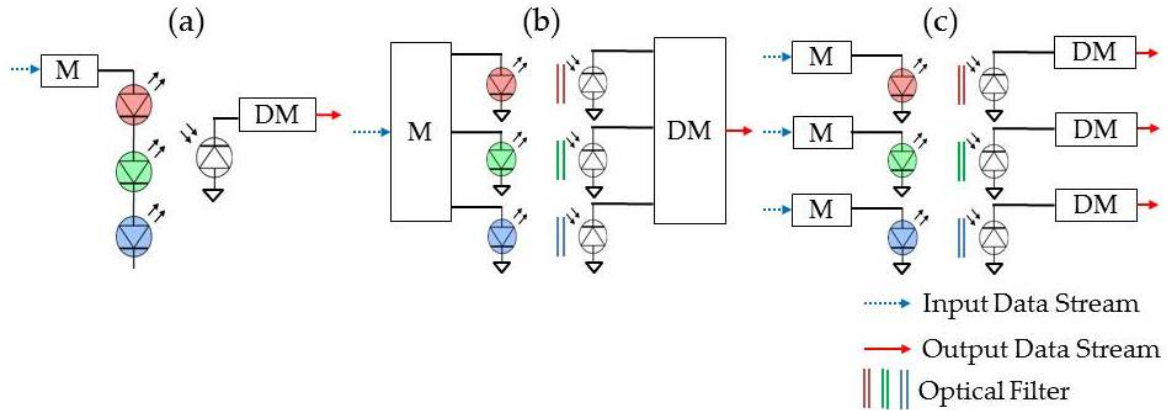 (a)
(b)
(c)
M
DM
M
DM
M
DM
M
DM
M
DM
Input Data Stream
Output Data Stream
Optical Filter